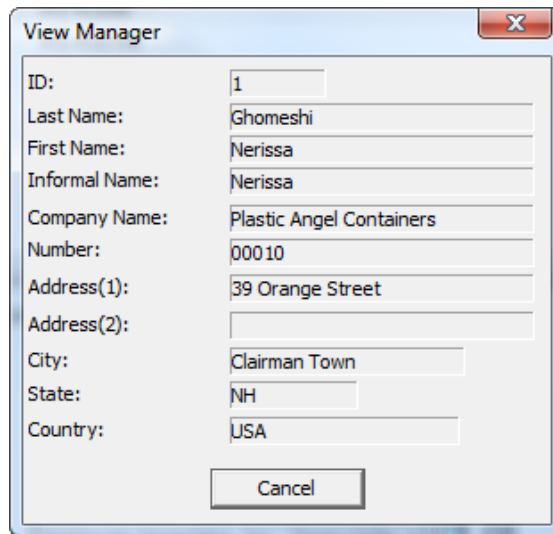 View Manager
ID: 1
Last Name: Ghomeshi
First Name: Nerissa
Informal Name: Nerissa
Company Name: Plastic Angel Containers
Number: 00010
Address(1): 39 Orange Street
Address(2):
City: Clairman Town
State: NH
Country: USA
Cancel